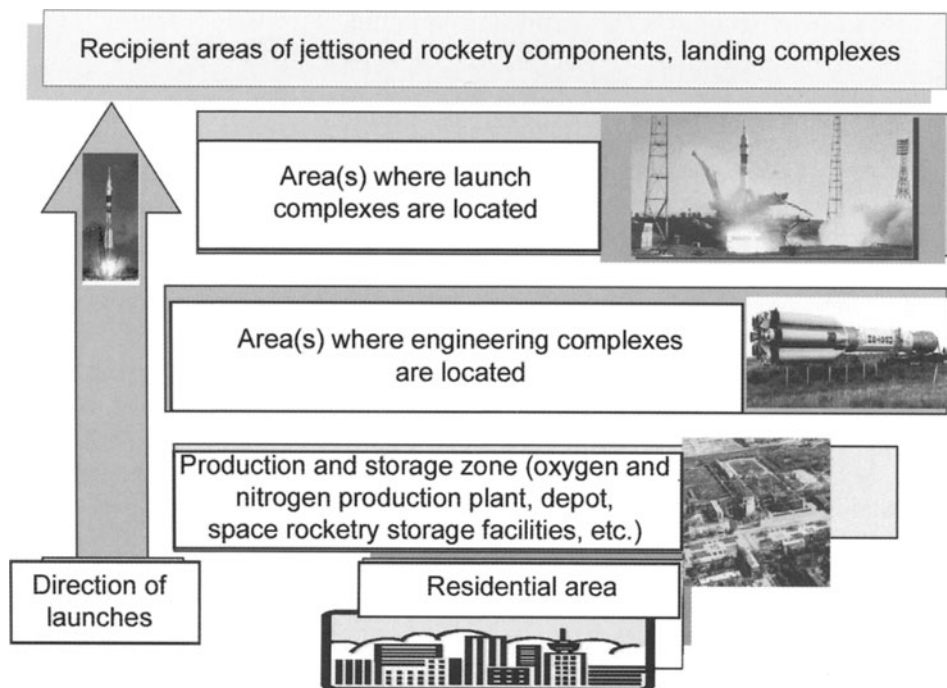 Recipient areas of jettisoned rocketry components, landing complexes
Area(s) where launch
complexes are located
Area(s) where engineering complexes
are located
Production and storage zone (oxygen and
nitrogen production plant, depot,
space rocketry storage facilities, etc.)
Direction of
launches
Residential area